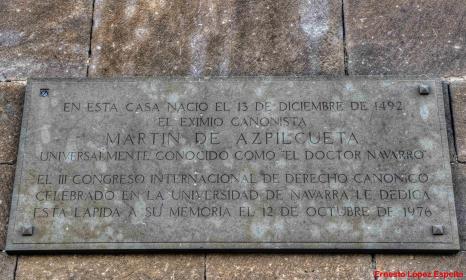 EN ESTA CASA NACIO EL 13 DE DICIEMBRE DE 1492
EL EXIMIO CANONISTA
MARTIN DE AZPILCUETA
UNIVERSALMENTE CONOCIDO COMO "EL DOCTOR NAVARRO"
EL III CONGRESO INTERNACIONAL DE DERECHO CANONICO
CELEBRADO EN LA UNIVERSIDAD DE NAVARRA LE DEDICA
ESTA LAPIDA A SU MEMORIA EL 12 DE OCTUBRE DE 1976
Ernesto López Espelta